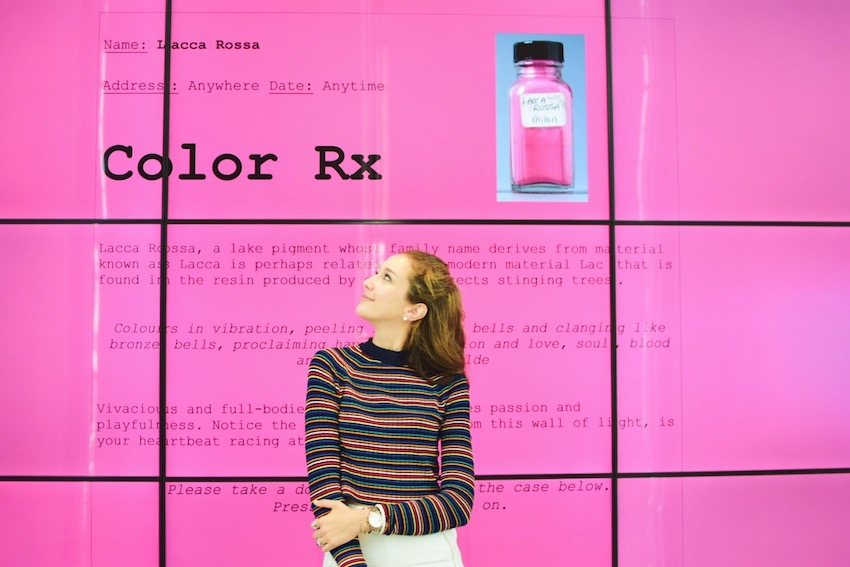 Name: Lacca Rossa
Address: Anywhere Date: Anytime
LACCA
ROSSA
Milan
Color Rx
Lacca Rossa, a lake pigment whose family name derives from material
known as Lacca is perhaps modern material Lac that is
found in the resin produced by stinging trees.
Colours in vibration, peeling bells and clanging like
bronze bells, proclaiming and love, soul, blood
Vivacious and full-bodied passion and
playfulness. Notice the this wall of light, is
your heartbeat racing
Please take a the case below.
on.